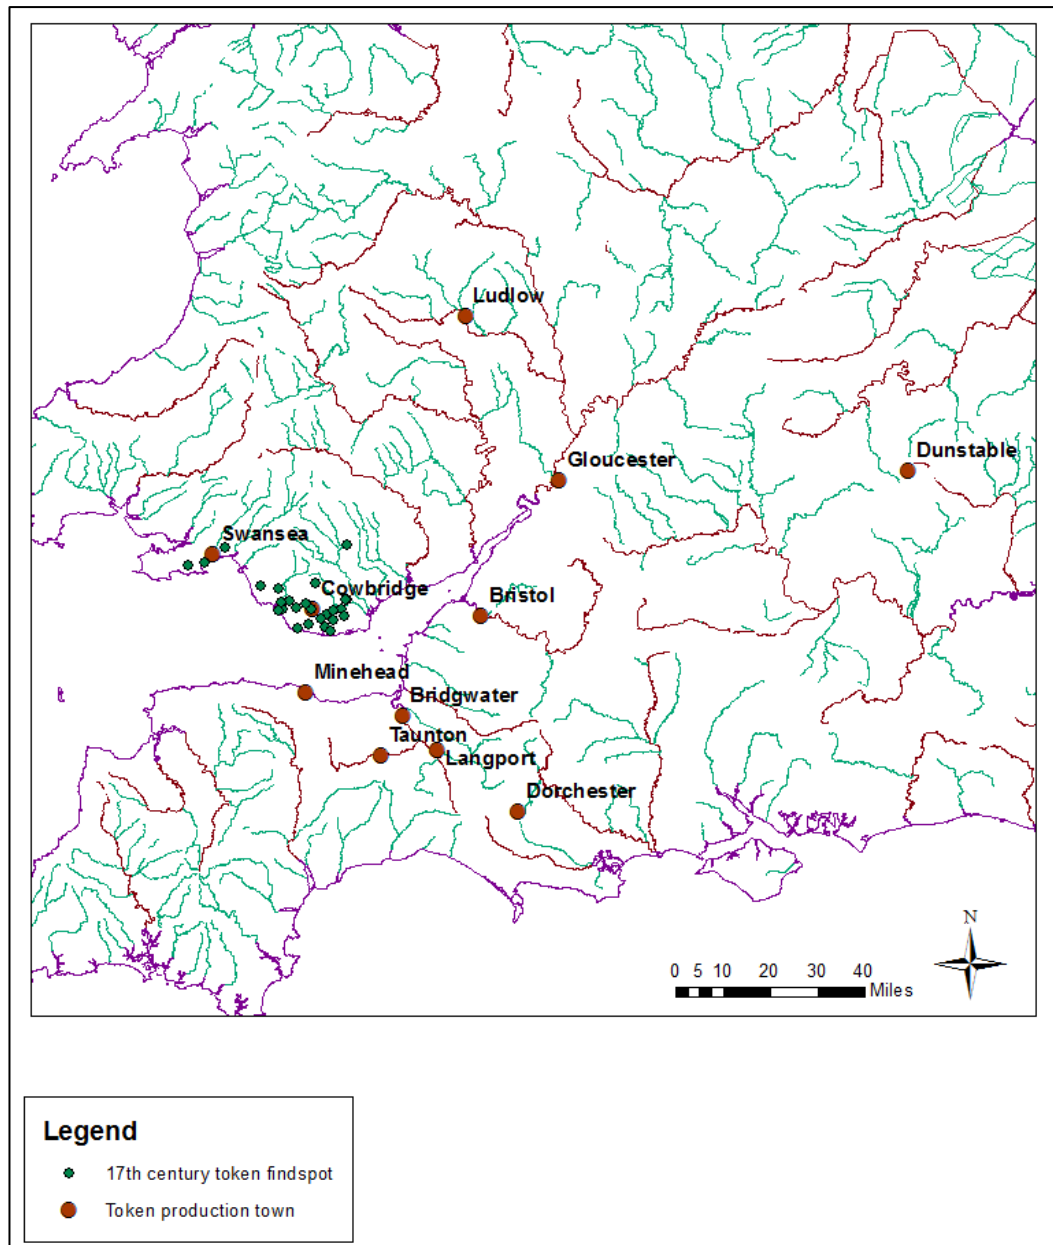 Ludlow
Gloucester
Dunstable
Swansea
Cowbridge
Bristol
Minehead
Bridgwater
Taunton
Langport
Dorchester
N
0 5 10 20 30 40
Miles
Legend
17th century token findspot
Token production town